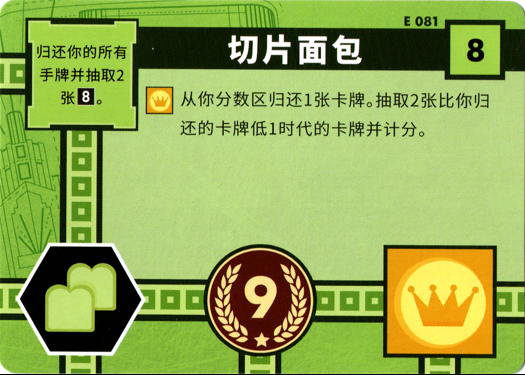 E 081
归还你的所有
手牌并抽取2
张8。
切片面包
8
从你分数区归还1张卡牌。抽取2张比你归
还的卡牌低1时代的卡牌并计分。
9